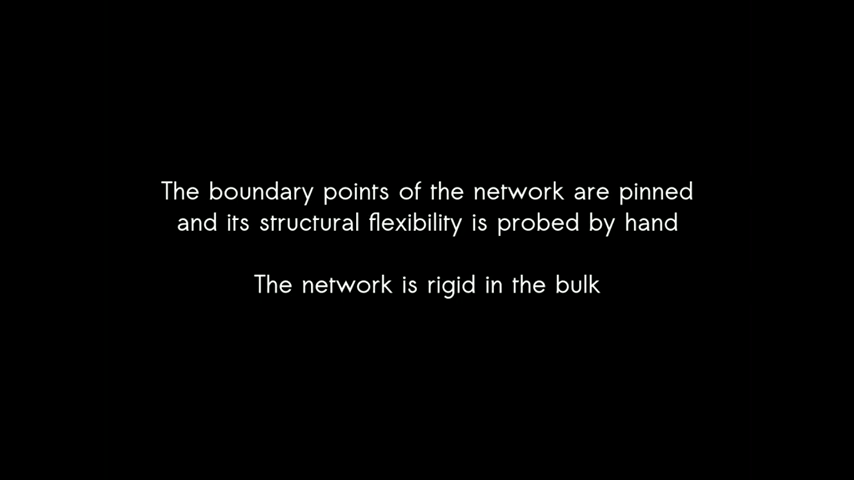 The boundary points of the network are pinned
and its structural flexibility is probed by hand
The network is rigid in the bulk